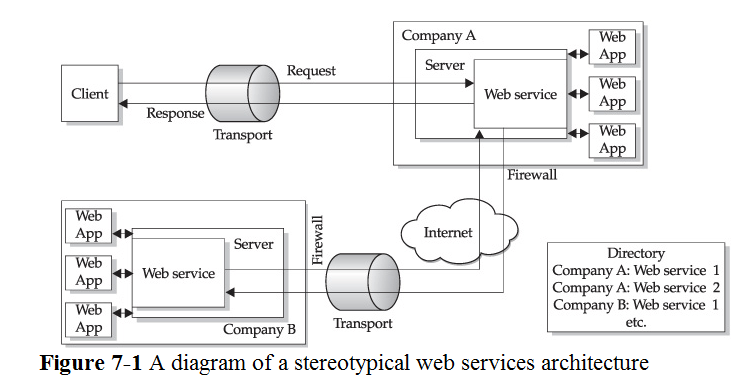 Company A
Web
App
Server
Web
App
Web service
Web
App
Client
Request
Response
Transport
Firewall
Web
App
Server
Web
App
Web service
Web
App
Company B
Firewall
Transport
Internet
Directory
Company A: Web service 1
Company A: Web service 2
Company B: Web service 1
etc.
Figure 7-1 A diagram of a stereotypical web services architecture